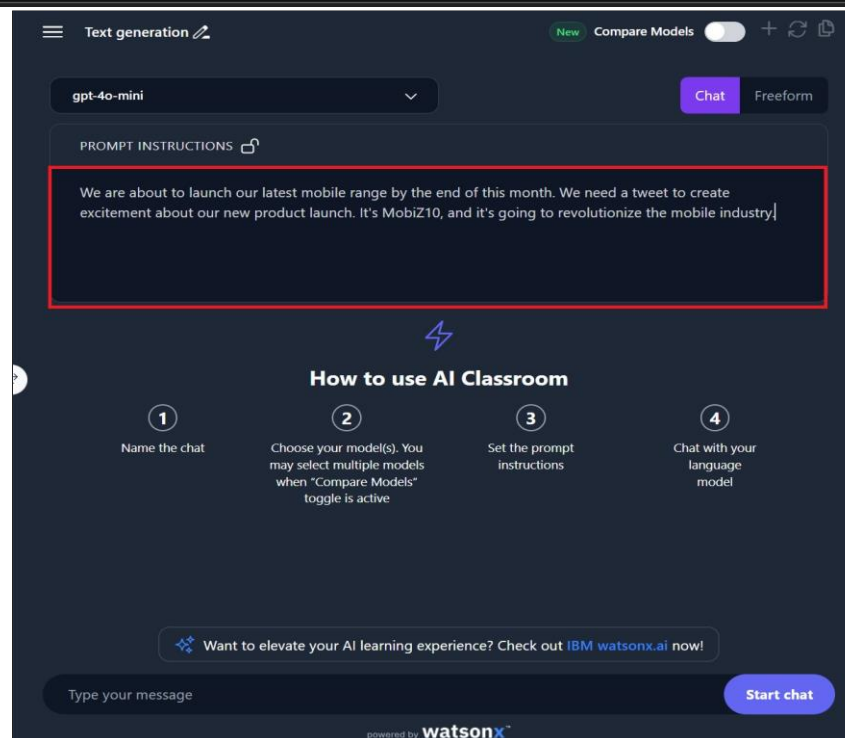 Text generation
New Compare Models
gpt-4o-mini
Chat Freeform
PROMPT INSTRUCTIONS
We are about to launch our latest mobile range by the end of this month. We need a tweet to create
excitement about our new product launch. It's MobiZ10, and it's going to revolutionize the mobile industry.
How to use AI Classroom
1
Name the chat
2
Choose your model(s). You
may select multiple models
when "Compare Models"
toggle is active
3
Set the prompt
instructions
4
Chat with your
language
model
Want to elevate your AI learning experience? Check out IBM watsonx.ai now!
Type your message
Start chat
powered by watsonx™